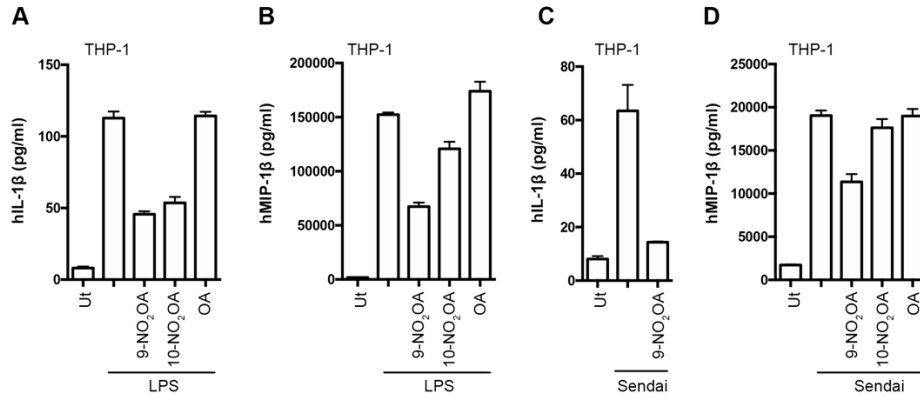 A
THP-1
hIL-1β (pg/ml)
150
100
50
0
Ut
9-NO₂OA
10-NO₂OA
OA
LPS
B
THP-1
hMIP-1β (pg/ml)
200000
150000
100000
50000
0
Ut
9-NO₂OA
10-NO₂OA
OA
LPS
C
THP-1
hIL-1β (pg/ml)
80
60
40
20
0
Ut
9-NO₂OA
Sendai
D
THP-1
hMIP-1β (pg/ml)
25000
20000
15000
10000
5000
0
Ut
9-NO₂OA
10-NO₂OA
OA
Sendai